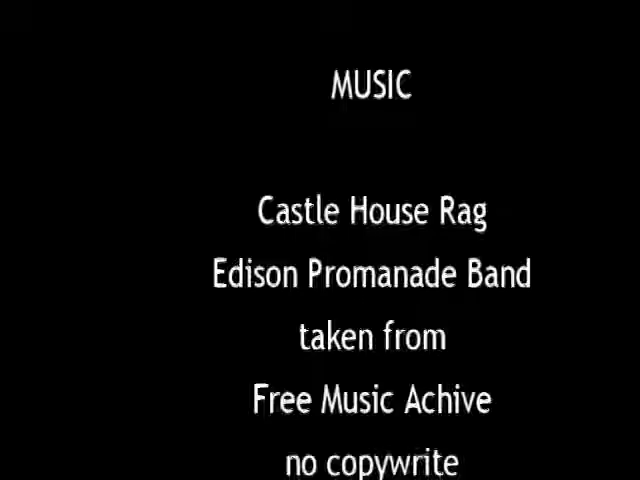 MUSIC
Castle House Rag
Edison Promanade Band
taken from
Free Music Achive
no copywrite